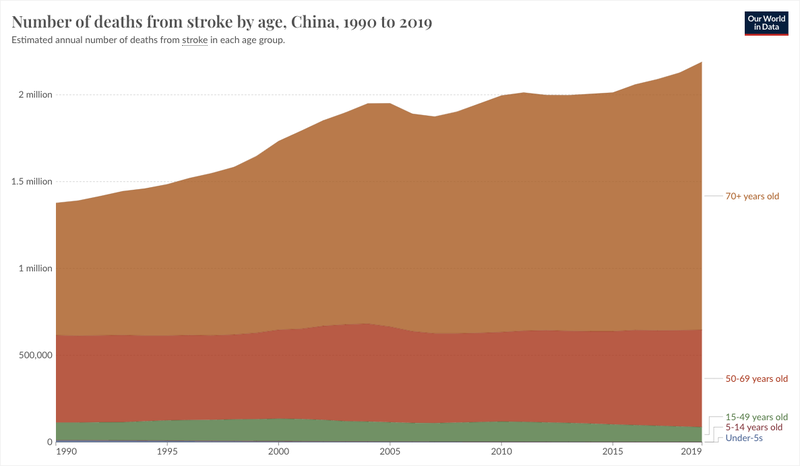 Number of deaths from stroke by age, China, 1990 to 2019
Estimated annual number of deaths from stroke in each age group.
Our World
in Data
2 million
1.5 million
1 million
500,000
0
1990
1995
2000
2005
2010
2015
2019
70+ years old
50-69 years old
15-49 years old
5-14 years old
Under-5s